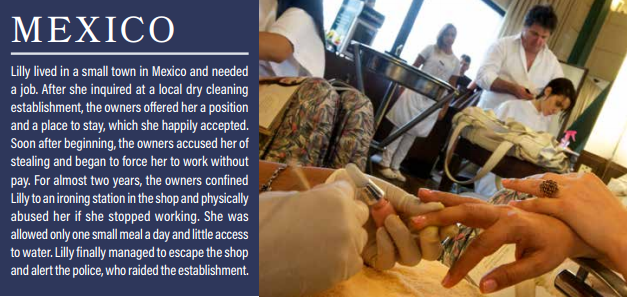 MEXICO
Lilly lived in a small town in Mexico and needed
a job. After she inquired at a local dry cleaning
establishment, the owners offered her a position
and a place to stay, which she happily accepted.
Soon after beginning, the owners accused her of
stealing and began to force her to work without
pay. For almost two years, the owners confined
Lilly to an ironing station in the shop and physically
abused her if she stopped working. She was
allowed only one small meal a day and little access
to water. Lilly finally managed to escape the shop
and alert the police, who raided the establishment.